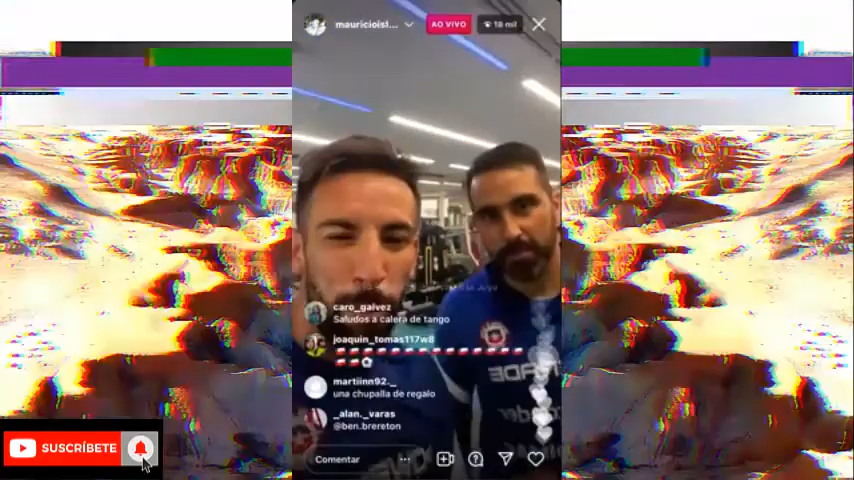 mauricioisl...
AO VIVO
18 mil
caro_galvez
Saludos a calera de tango
joaquin_tomas117w8
martiinn92._
una chupalla de regalo
_alan._varas
@ben.brereton
Comentar
SUSCRÍBETE